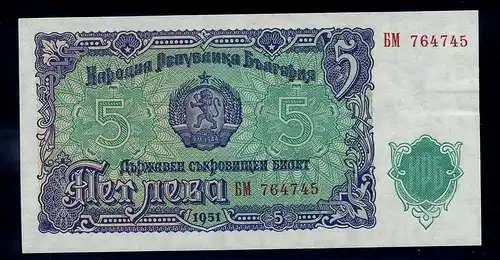 БМ 764745
5
Народна Република България
5 5
Държавен съкровищен билет
Пет лева БМ 764745
1951 5